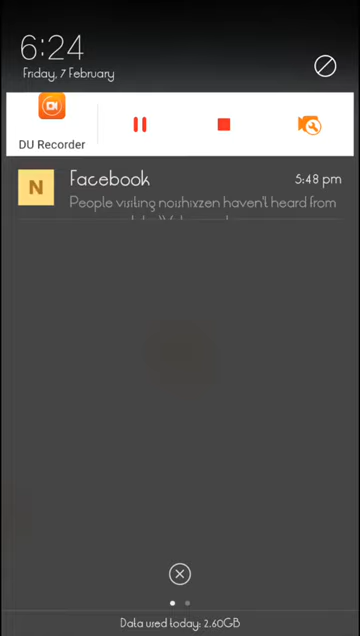 6:24
Friday, 7 February
DU Recorder
N
Facebook
5:48 pm
People visiting noishizen haven't heard from
Data used today: 2.60GB